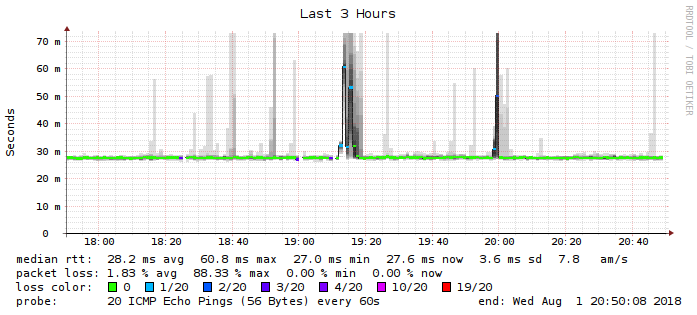 Last 3 Hours
RRDTOOL / TOBI OETIKER
Seconds
70 m
60 m
50 m
40 m
30 m
20 m
10 m
0
18:00 18:20 18:40 19:00 19:20 19:40 20:00 20:20 20:40
median rtt: 28.2 ms avg 60.8 ms max 27.0 ms min 27.6 ms now 3.6 ms sd 7.8 am/s
packet loss: 1.83 % avg 88.33 % max 0.00 % min 0.00 % now
loss color: 0 1/20 2/20 3/20 4/20 10/20 19/20
probe: 20 ICMP Echo Pings (56 Bytes) every 60s end: Wed Aug 1 20:50:08 2018